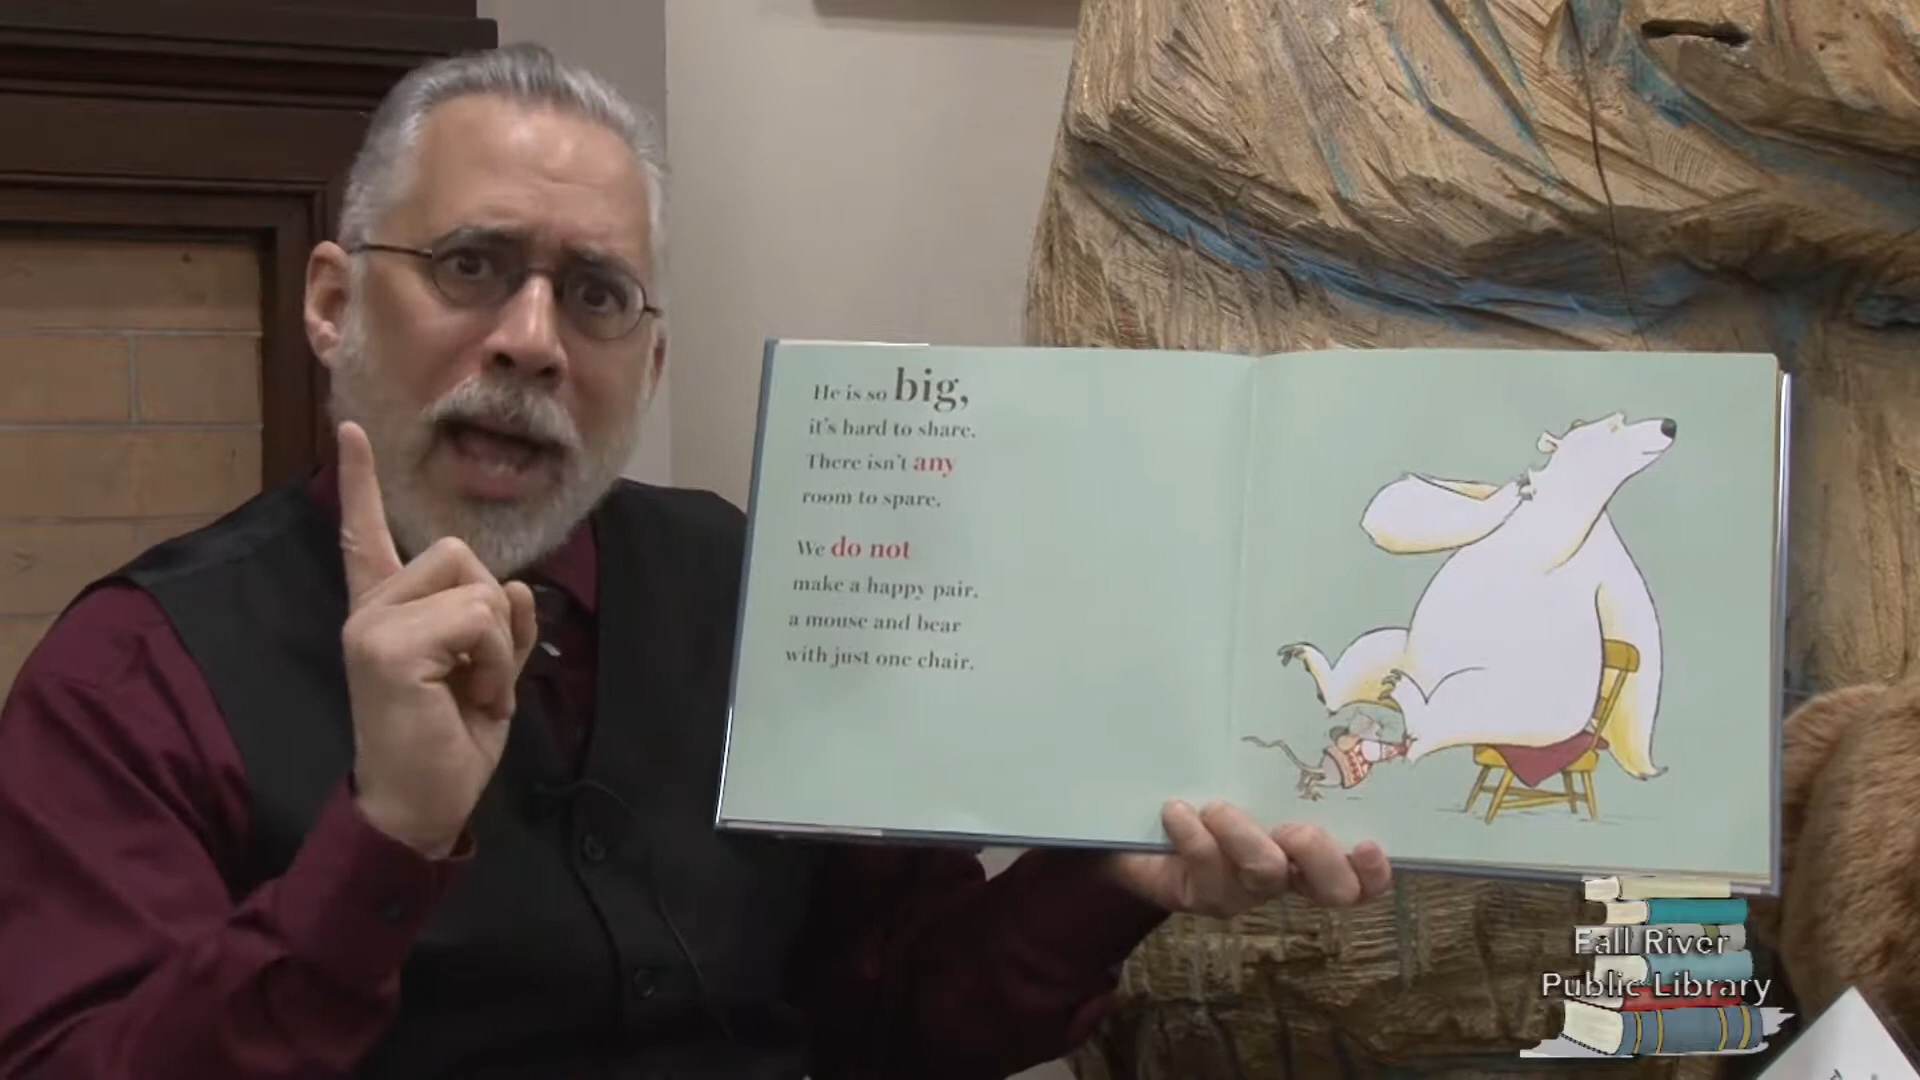 He is so big,
it's hard to share.
There isn't any
room to spare.
We do not
make a happy pair,
a mouse and bear
with just one chair.
Fall River
Public Library